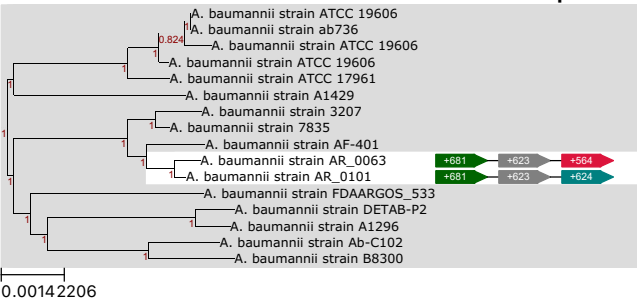 A. baumannii strain ATCC 19606
1
A. baumannii strain ab736
0.824
A. baumannii strain ATCC 19606
A. baumannii strain ATCC 19606
1
A. baumannii strain ATCC 17961
1
A. baumannii strain A1429
A. baumannii strain 3207
1
1
A. baumannii strain 7835
A. baumannii strain AF-401
1
A. baumannii strain AR_0063 +681 +623 +564
1
1
A. baumannii strain AR_0101 +681 +623 +624
A. baumannii strain FDAARGOS_533
A. baumannii strain DETAB-P2
1
A. baumannii strain A1296
1
A. baumannii strain Ab-C102
1
1
A. baumannii strain B8300
0.00142206